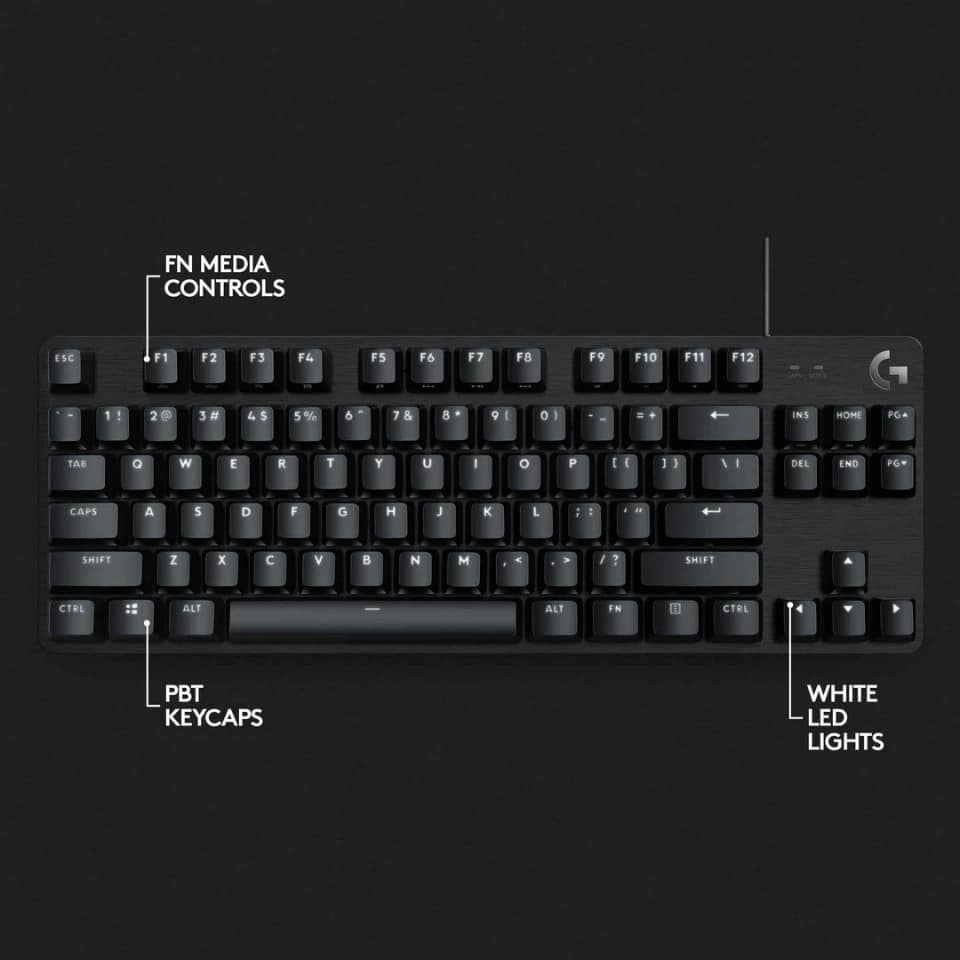 FN MEDIA
CONTROLS
ESC F1 F2 F3 F4 F5 F6 F7 F8 F9 F10 F11 F12
CAPS
G
` ~ 1 ! 2 @ 3 # 4 $ 5 % 6 ^ 7 & 8 * 9 ( 0 ) - _ = + ← INS HOME PG▲
TAB Q W E R T Y U I O P [ { ] } \ | DEL END PG▼
CAPS A S D F G H J K L ; : ' " ↵
SHIFT Z X C V B N M , < . > / ? SHIFT ▲
CTRL ALT — ALT FN CTRL ◀ ▼ ▶
PBT
KEYCAPS
WHITE
LED
LIGHTS